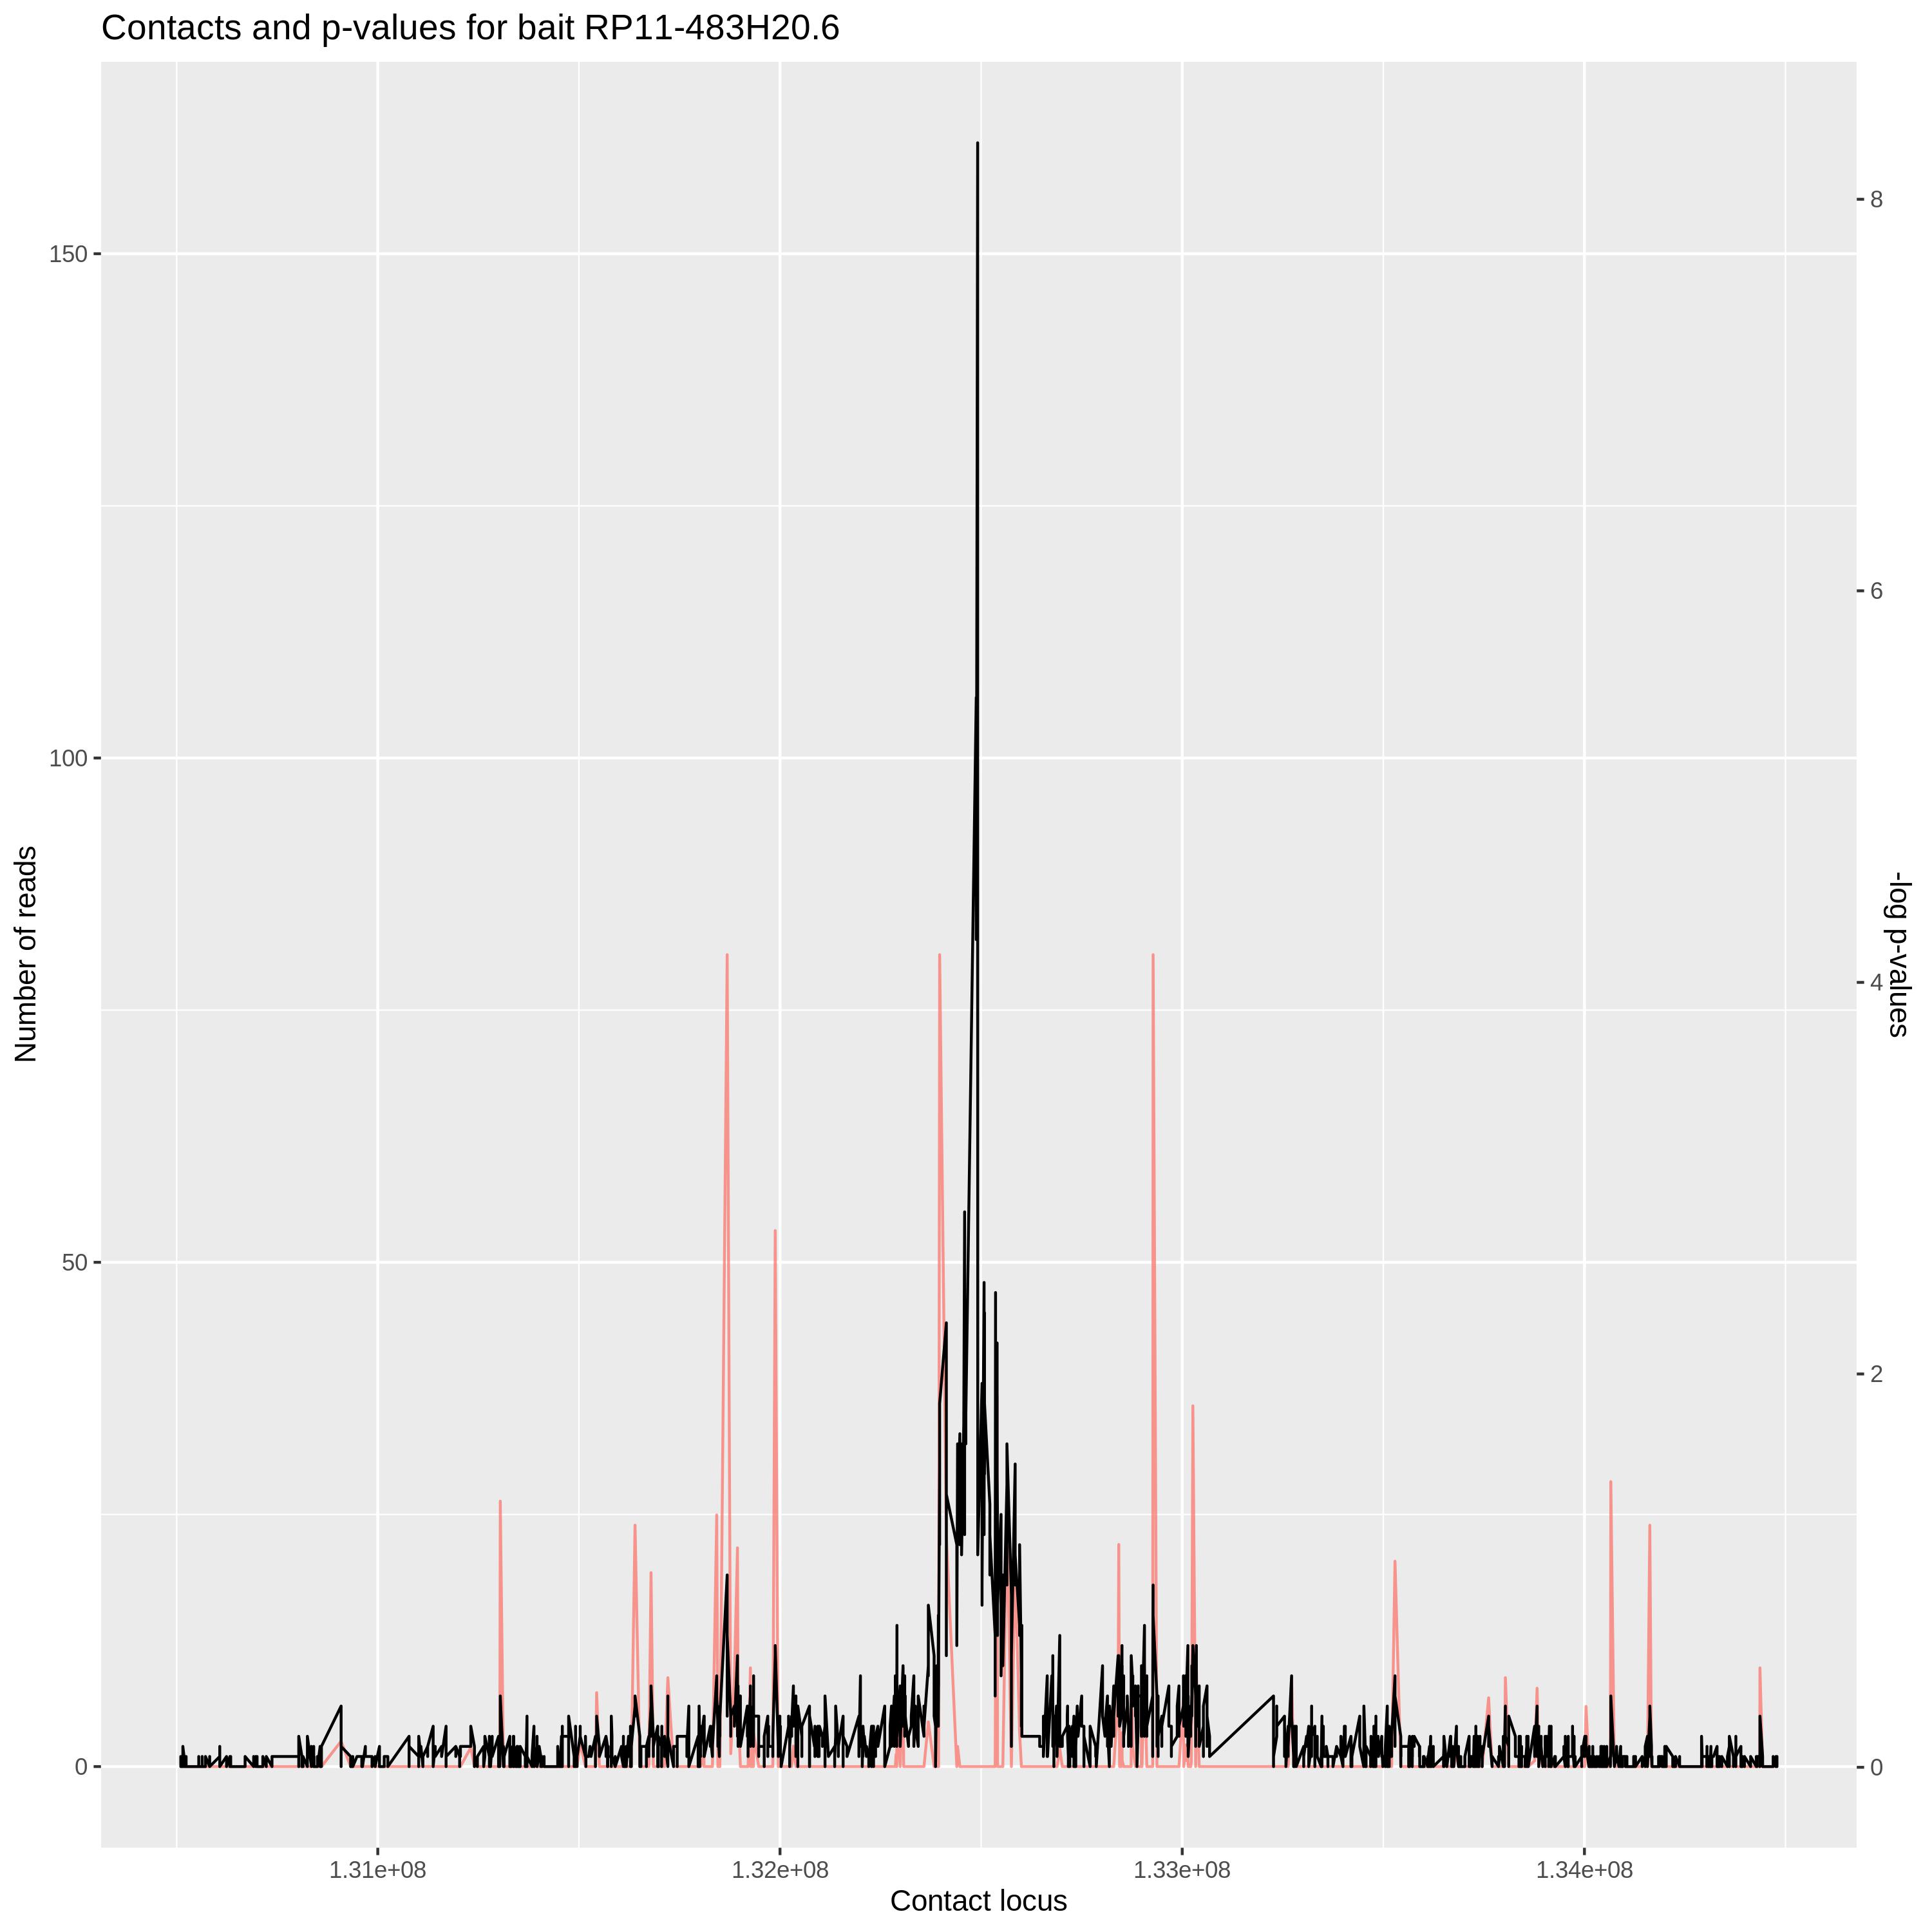 Contacts and p-values for bait RP11-483H20.6
150
100
50
0
Number of reads
8
6
4
2
0
-log p-values
1.31e+08
1.32e+08
1.33e+08
1.34e+08
Contact locus